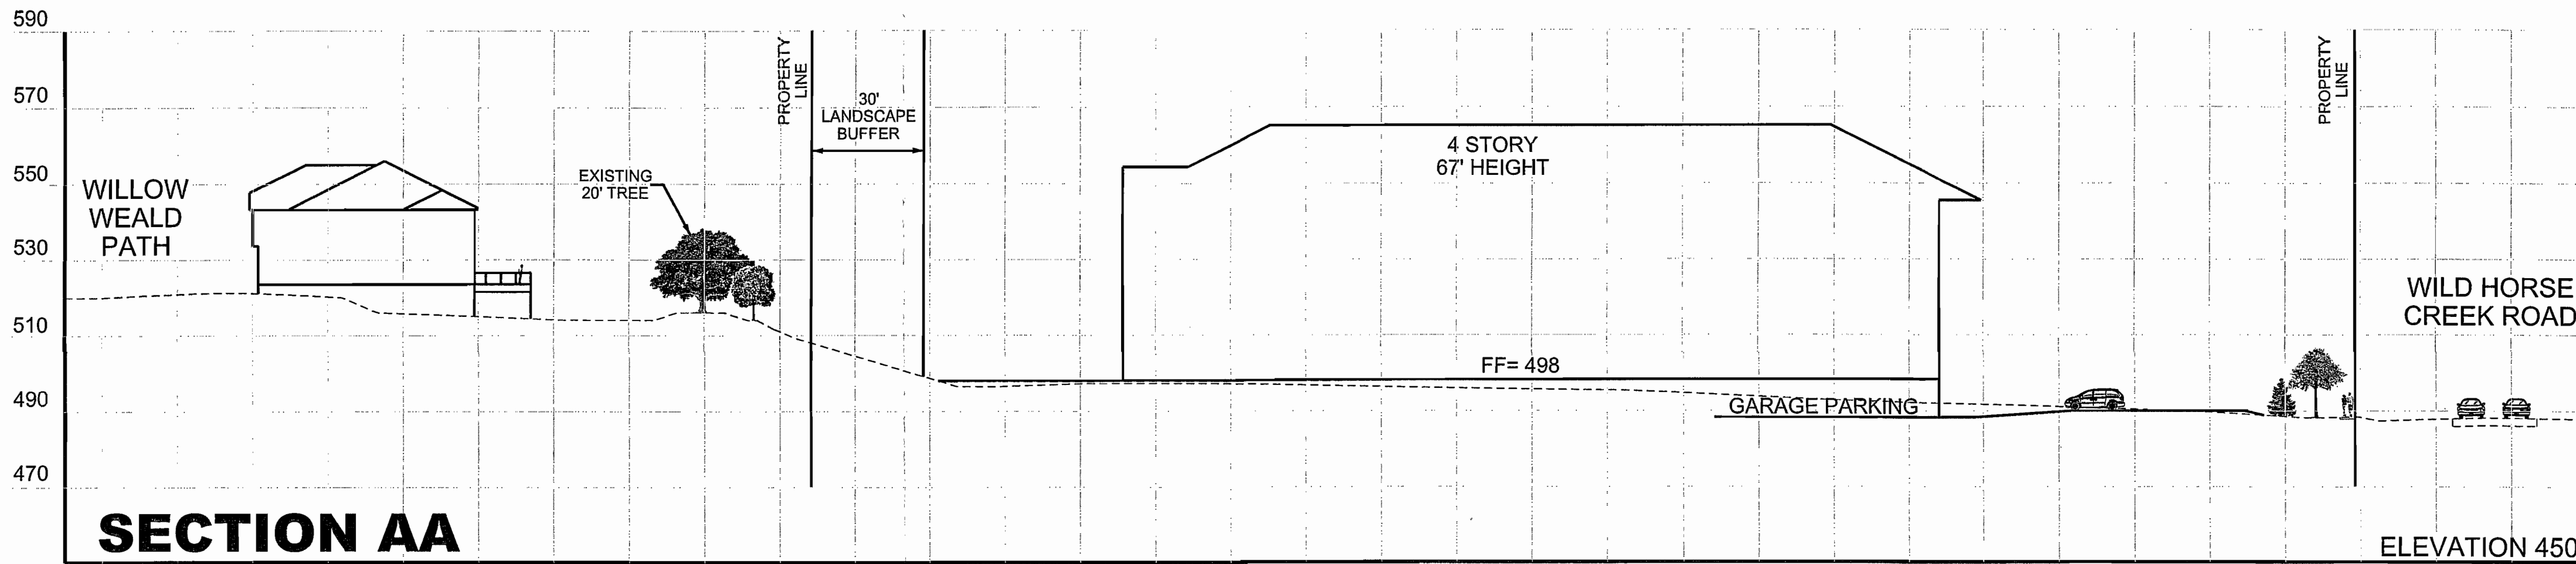 590
570
550
530
510
490
470
WILLOW
WEALD
PATH
EXISTING
20' TREE
PROPERTY
LINE
30'
LANDSCAPE
BUFFER
4 STORY
67' HEIGHT
FF= 498
GARAGE PARKING
PROPERTY
LINE
WILD HORSE
CREEK ROAD
SECTION AA
ELEVATION 450